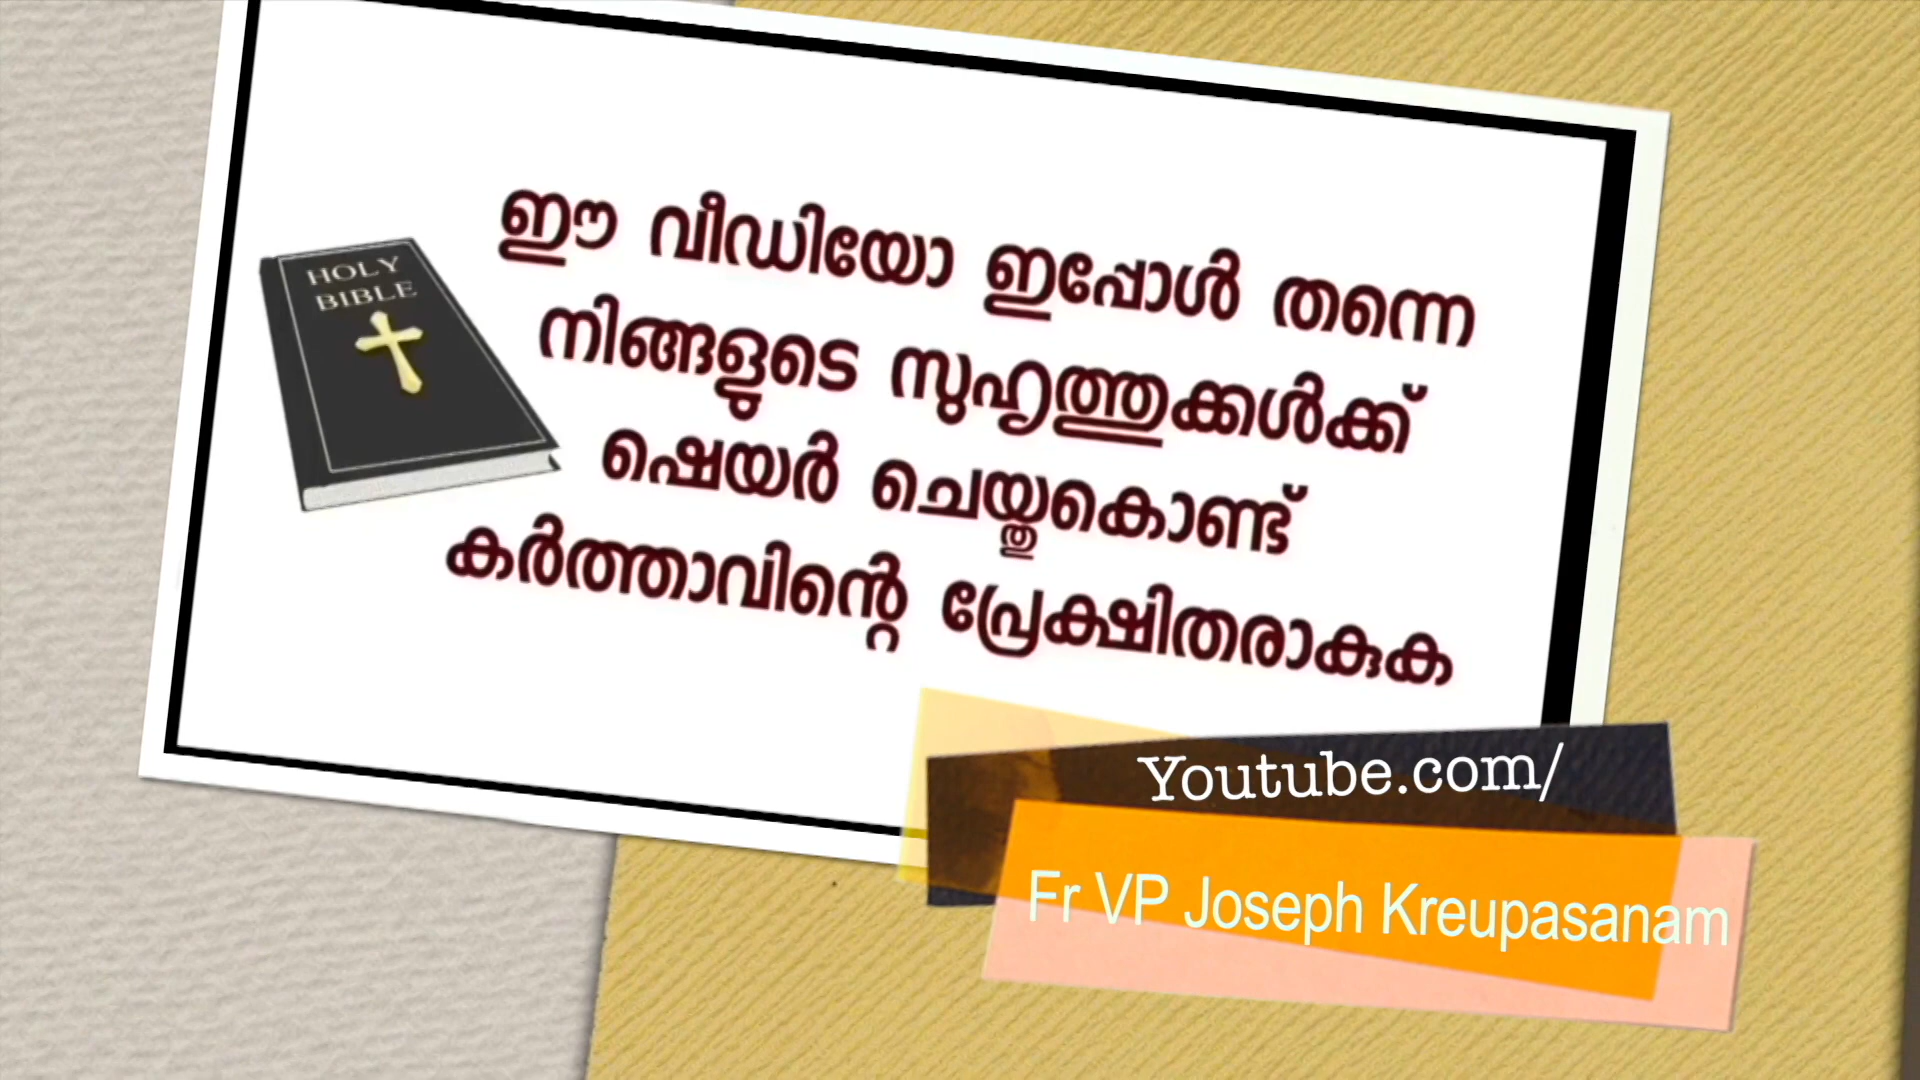 HOLY
BIBLE
ഈ വീഡിയോ ഇപ്പോൾ തന്നെ
നിങ്ങളുടെ സുഹൃത്തുക്കൾക്ക്
ഷെയർ ചെയ്തുകൊണ്ട്
കർത്താവിന്റെ പ്രേക്ഷിതരാകുക
Youtube.com/
Fr VP Joseph Kreupasanam